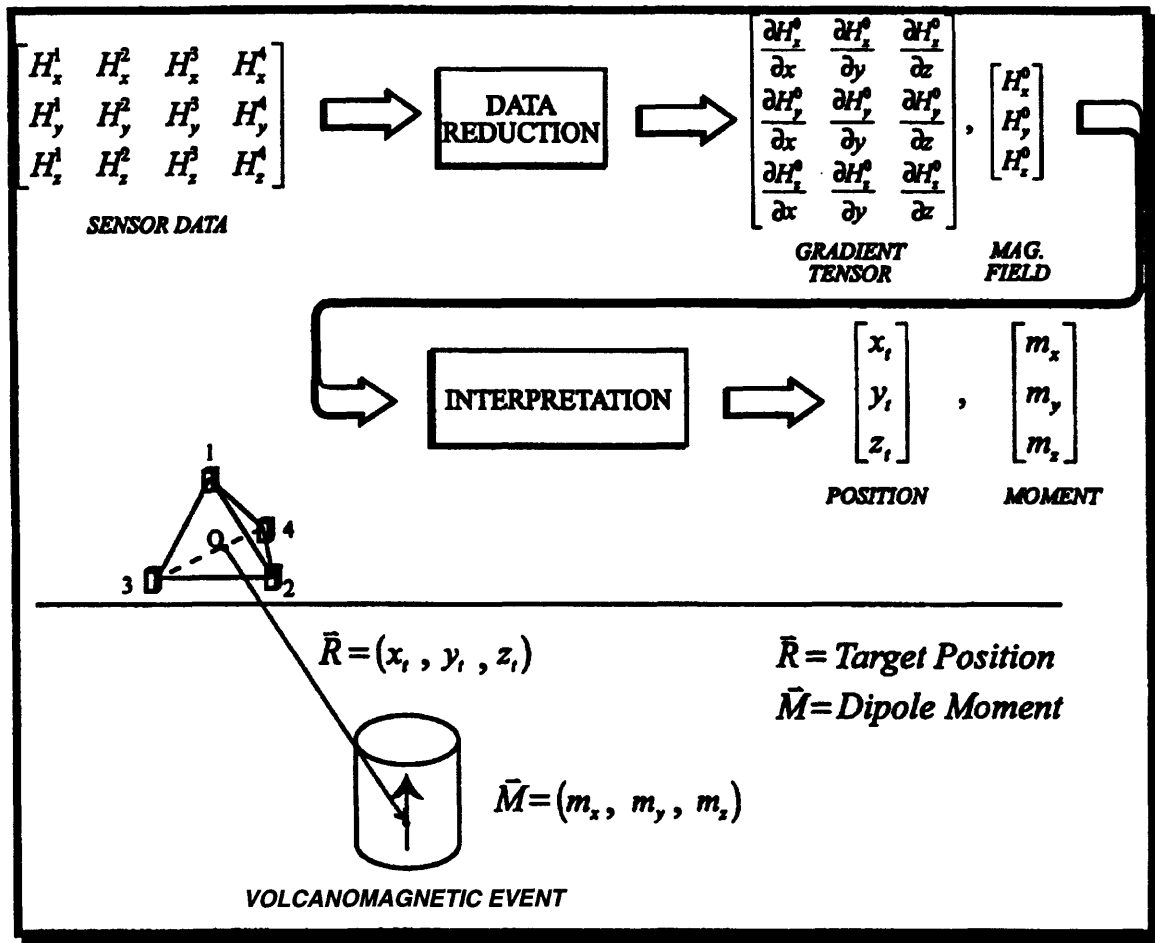 H_x^1 H_x^2 H_x^3 H_x^4
H_y^1 H_y^2 H_y^3 H_y^4
H_z^1 H_z^2 H_z^3 H_z^4
SENSOR DATA
DATA
REDUCTION
∂H_x^0/∂x ∂H_x^0/∂y ∂H_x^0/∂z
∂H_y^0/∂x ∂H_y^0/∂y ∂H_y^0/∂z
∂H_z^0/∂x ∂H_z^0/∂y ∂H_z^0/∂z
,
H_x^0
H_y^0
H_z^0
GRADIENT
TENSOR
MAG.
FIELD
INTERPRETATION
x_t
y_t
z_t
,
m_x
m_y
m_z
POSITION
MOMENT
1
4
O
3
2
R⃗=(x_t , y_t , z_t)
R⃗ = Target Position
M⃗=Dipole Moment
M⃗=(m_x, m_y, m_z)
VOLCANOMAGNETIC EVENT